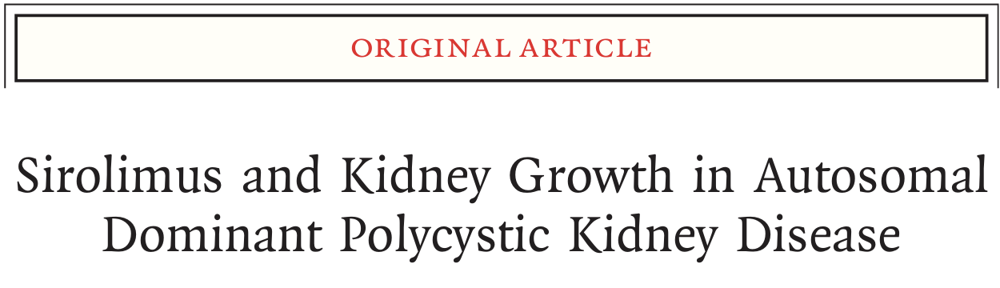 ORIGINAL ARTICLE
Sirolimus and Kidney Growth in Autosomal
Dominant Polycystic Kidney Disease